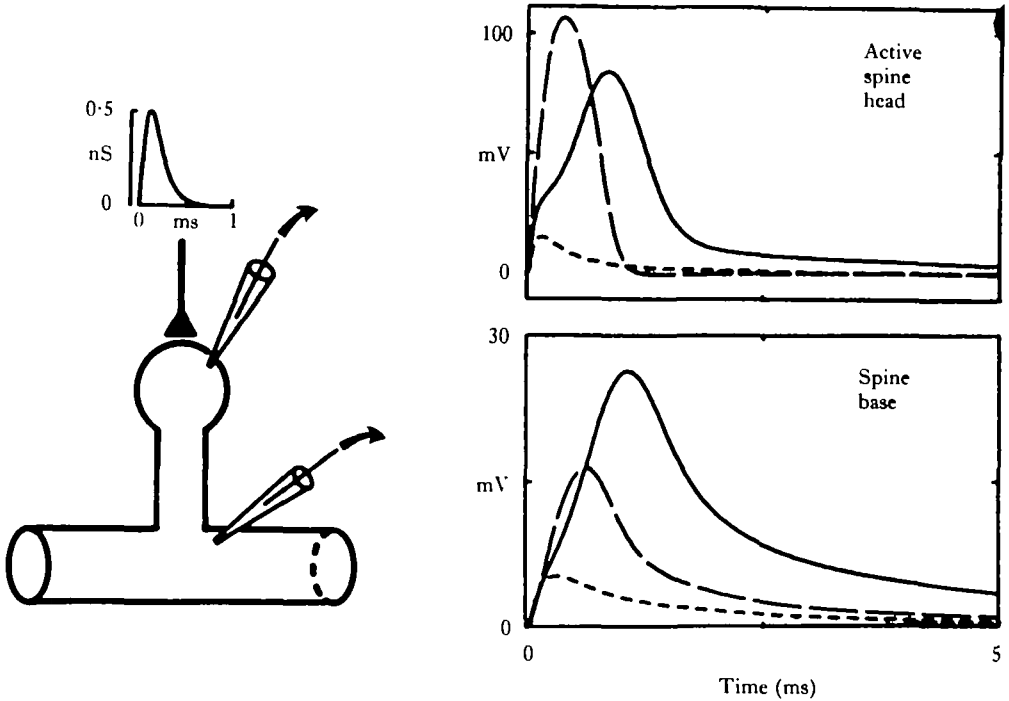 0·5
nS
0
0 ms 1
100
mV
0
Active
spine
head
30
mV
0
Spine
base
0 5
Time (ms)